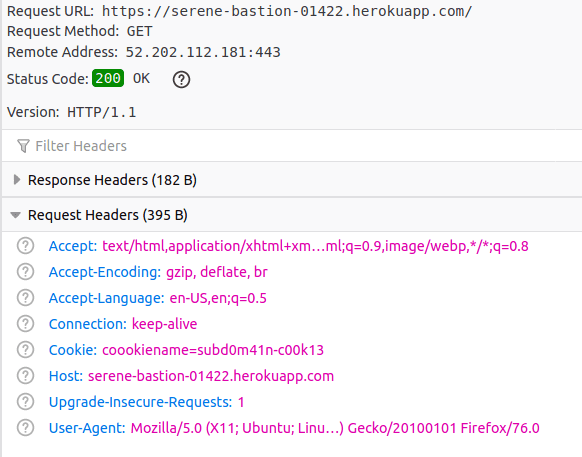 Request URL: https://serene-bastion-01422.herokuapp.com/
Request Method: GET
Remote Address: 52.202.112.181:443
Status Code: 200 OK ?
Version: HTTP/1.1
Filter Headers
Response Headers (182 B)
Request Headers (395 B)
? Accept: text/html,application/xhtml+xm…ml;q=0.9,image/webp,*/*;q=0.8
? Accept-Encoding: gzip, deflate, br
? Accept-Language: en-US,en;q=0.5
? Connection: keep-alive
? Cookie: coookiename=subd0m41n-c00k13
? Host: serene-bastion-01422.herokuapp.com
? Upgrade-Insecure-Requests: 1
? User-Agent: Mozilla/5.0 (X11; Ubuntu; Linu…) Gecko/20100101 Firefox/76.0